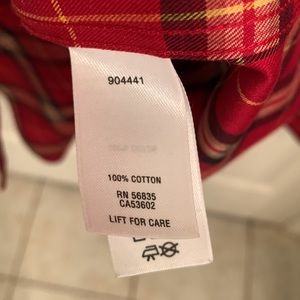 904441
100% COTTON
RN 56835
CA53602
LIFT FOR CARE